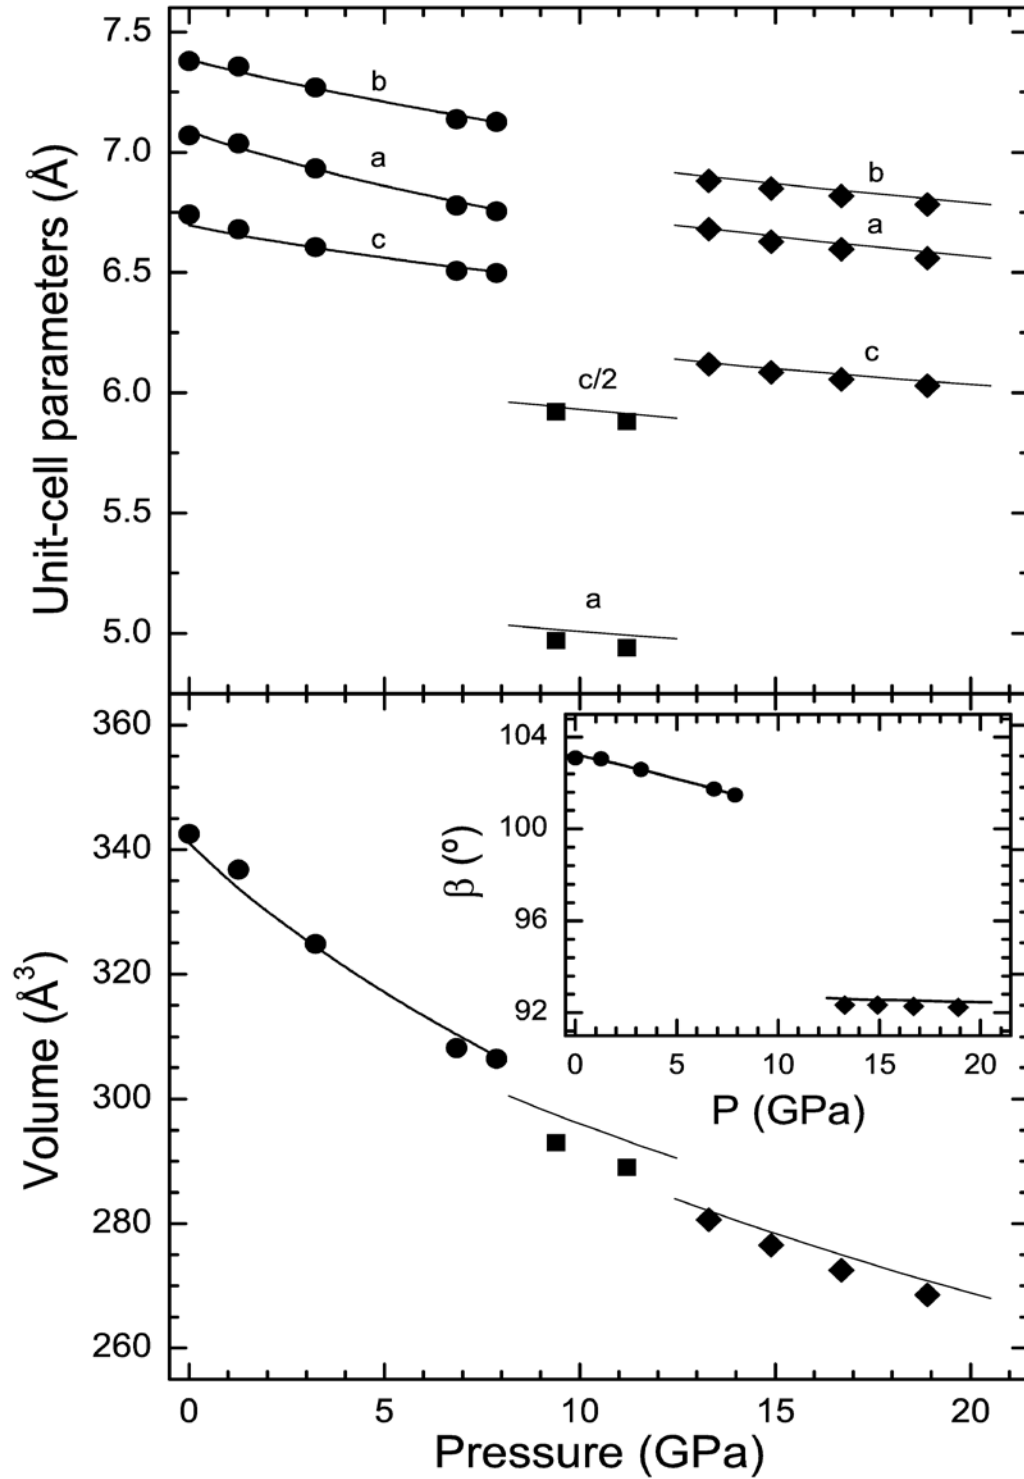 Unit-cell parameters (Å)
7.5
7.0
6.5
6.0
5.5
5.0
b
a
c
c/2
a
b
a
c
Volume (Å³)
360
340
320
300
280
260
β (º)
104
100
96
92
0 5 10 15 20
P (GPa)
0 5 10 15 20
Pressure (GPa)